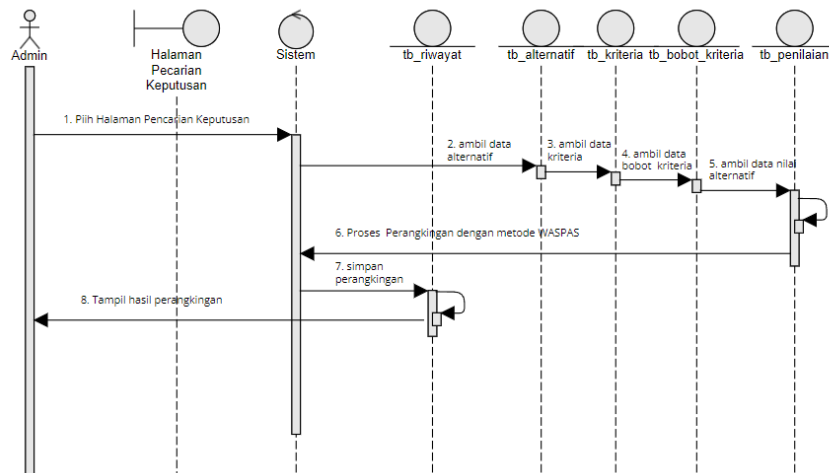 Admin
Halaman
Pecarian
Keputusan
Sistem
tb_riwayat
tb_alternatif
tb_kriteria
tb_bobot_kriteria
tb_penilaian
1. Piih Halaman Pencarian Keputusan
2. ambil data
alternatif
3. ambil data
kriteria
4. ambil data
bobot kriteria
5. ambil data nilai
alternatif
6. Proses Perangkingan dengan metode WASPAS
7. simpan
perangkingan
8. Tampil hasil perangkingan